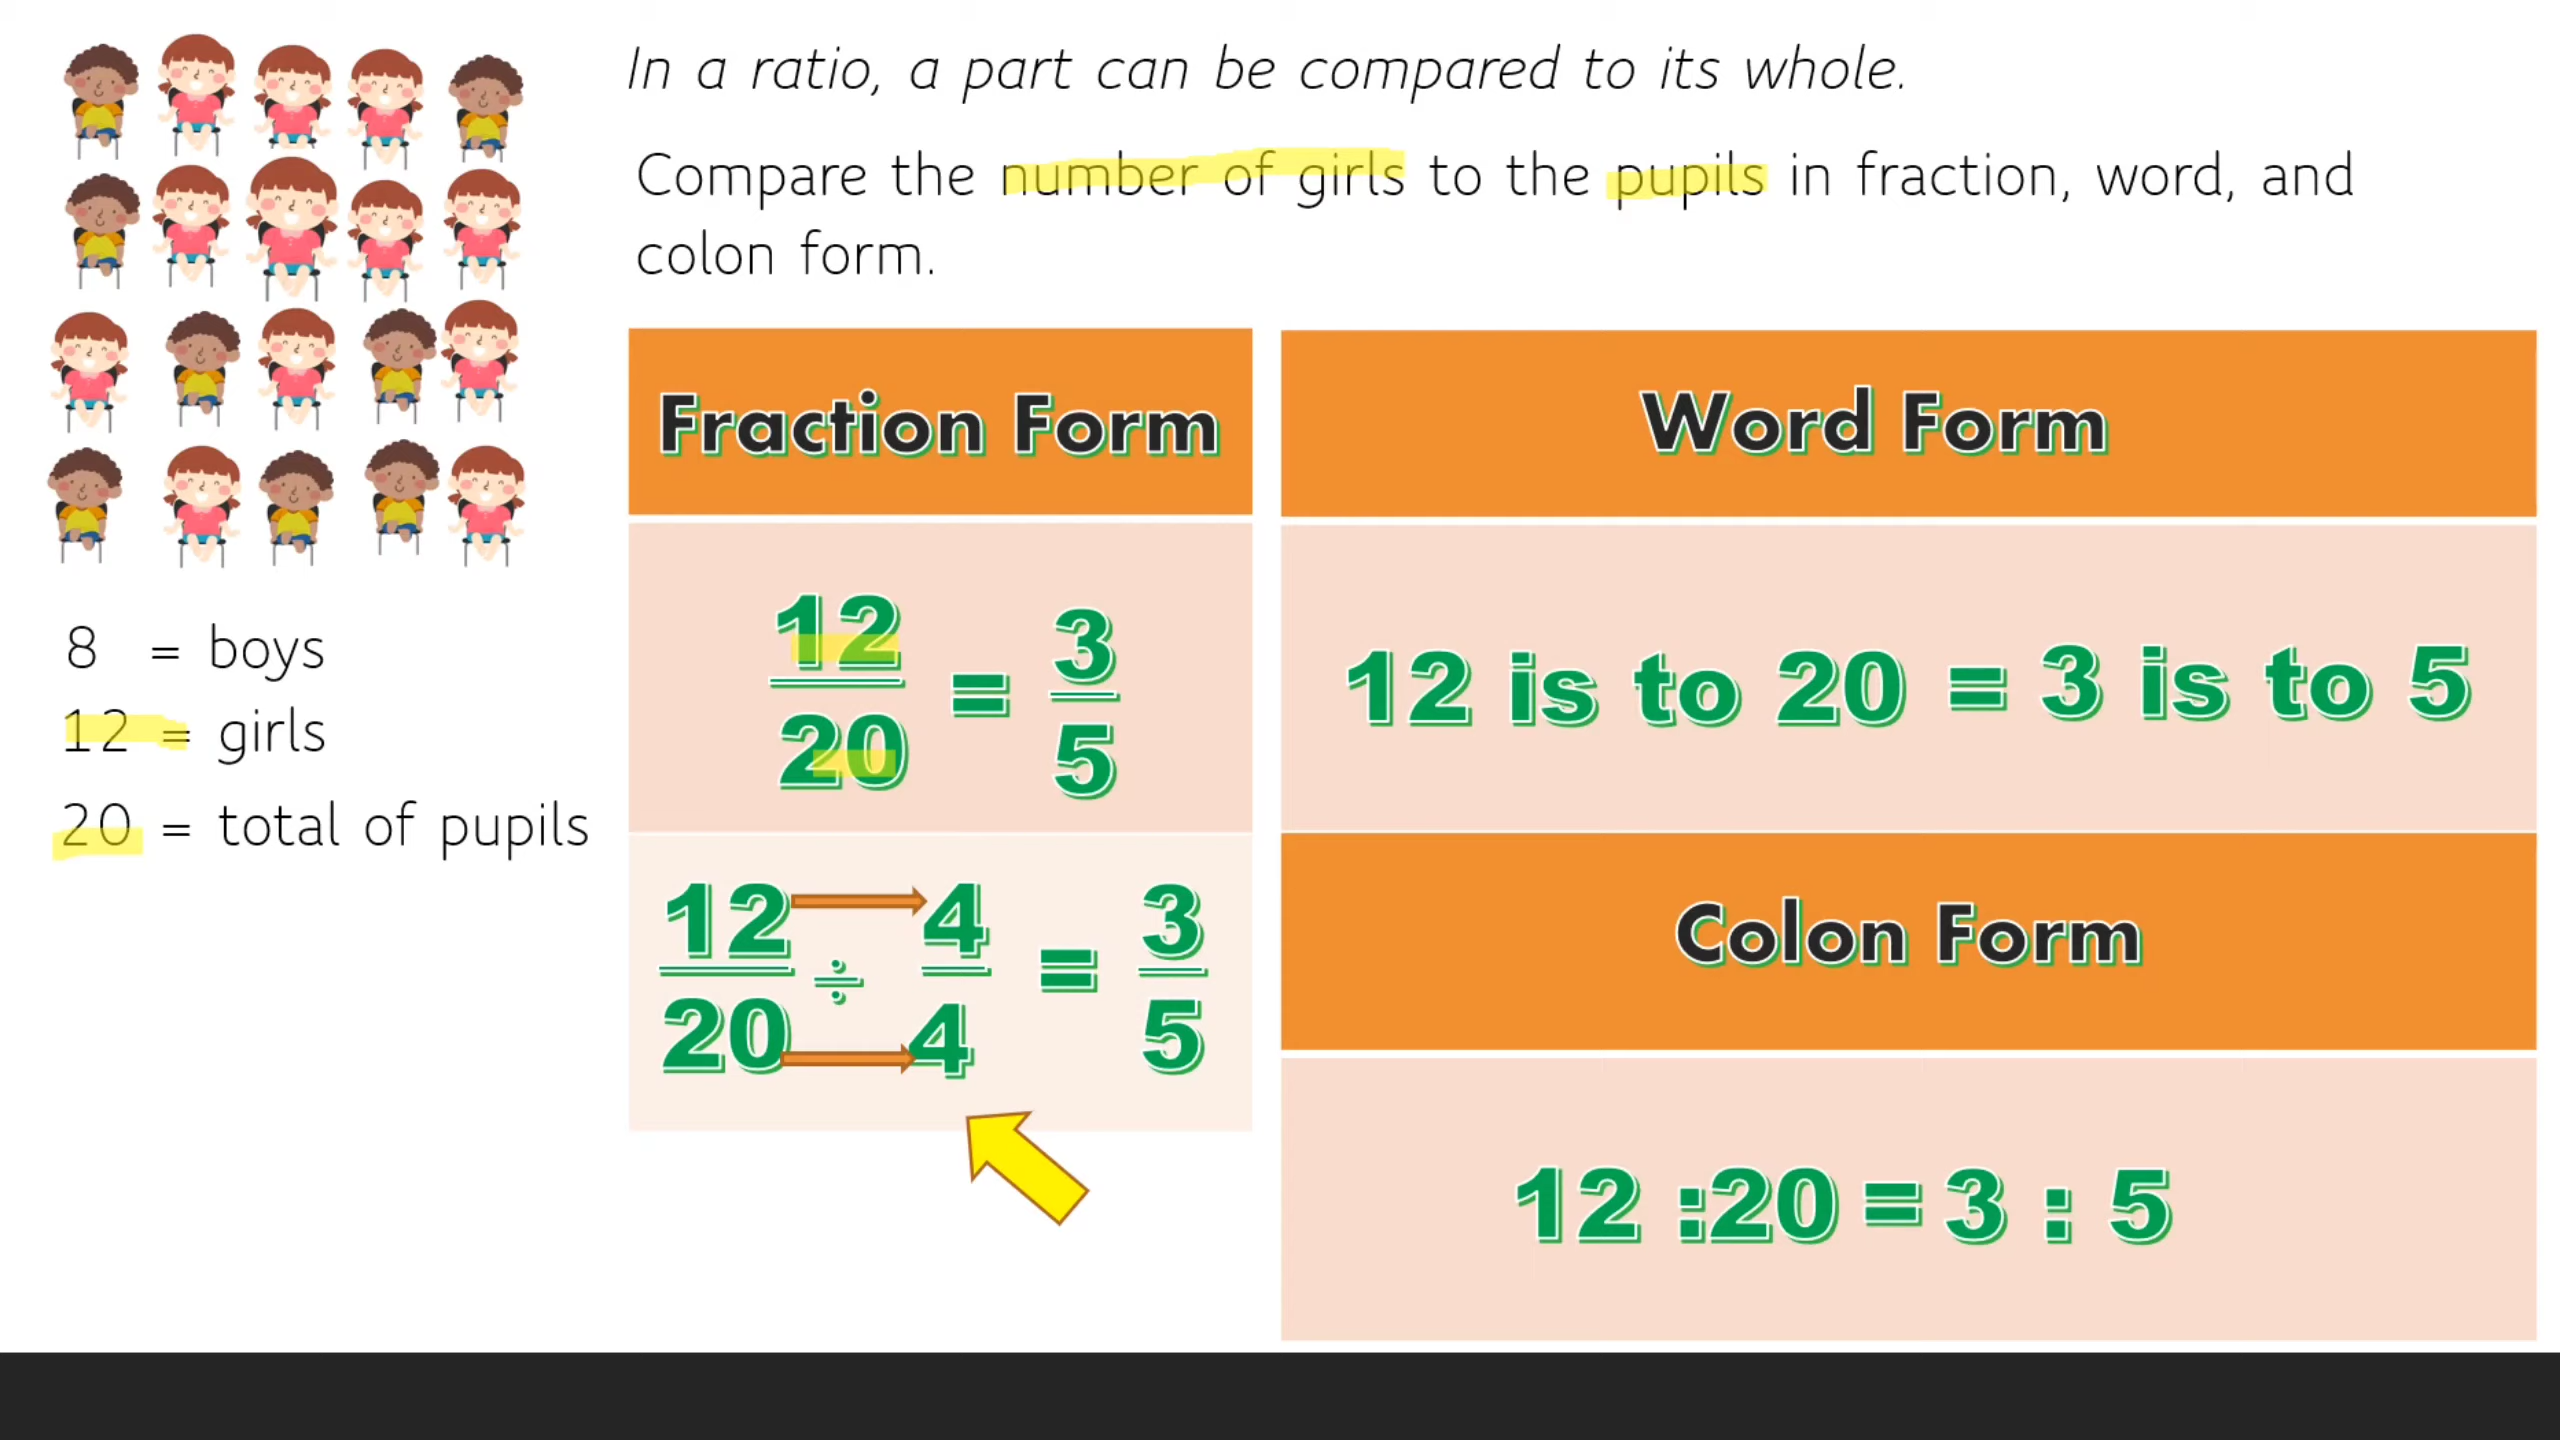 In a ratio, a part can be compared to its whole.
Compare the number of girls to the pupils in fraction, word, and
colon form.
8 = boys
12 = girls
20 = total of pupils
Fraction Form
12/20 = 3/5
12/20 ÷ 4/4 = 3/5
Word Form
12 is to 20 = 3 is to 5
Colon Form
12 :20 = 3 : 5